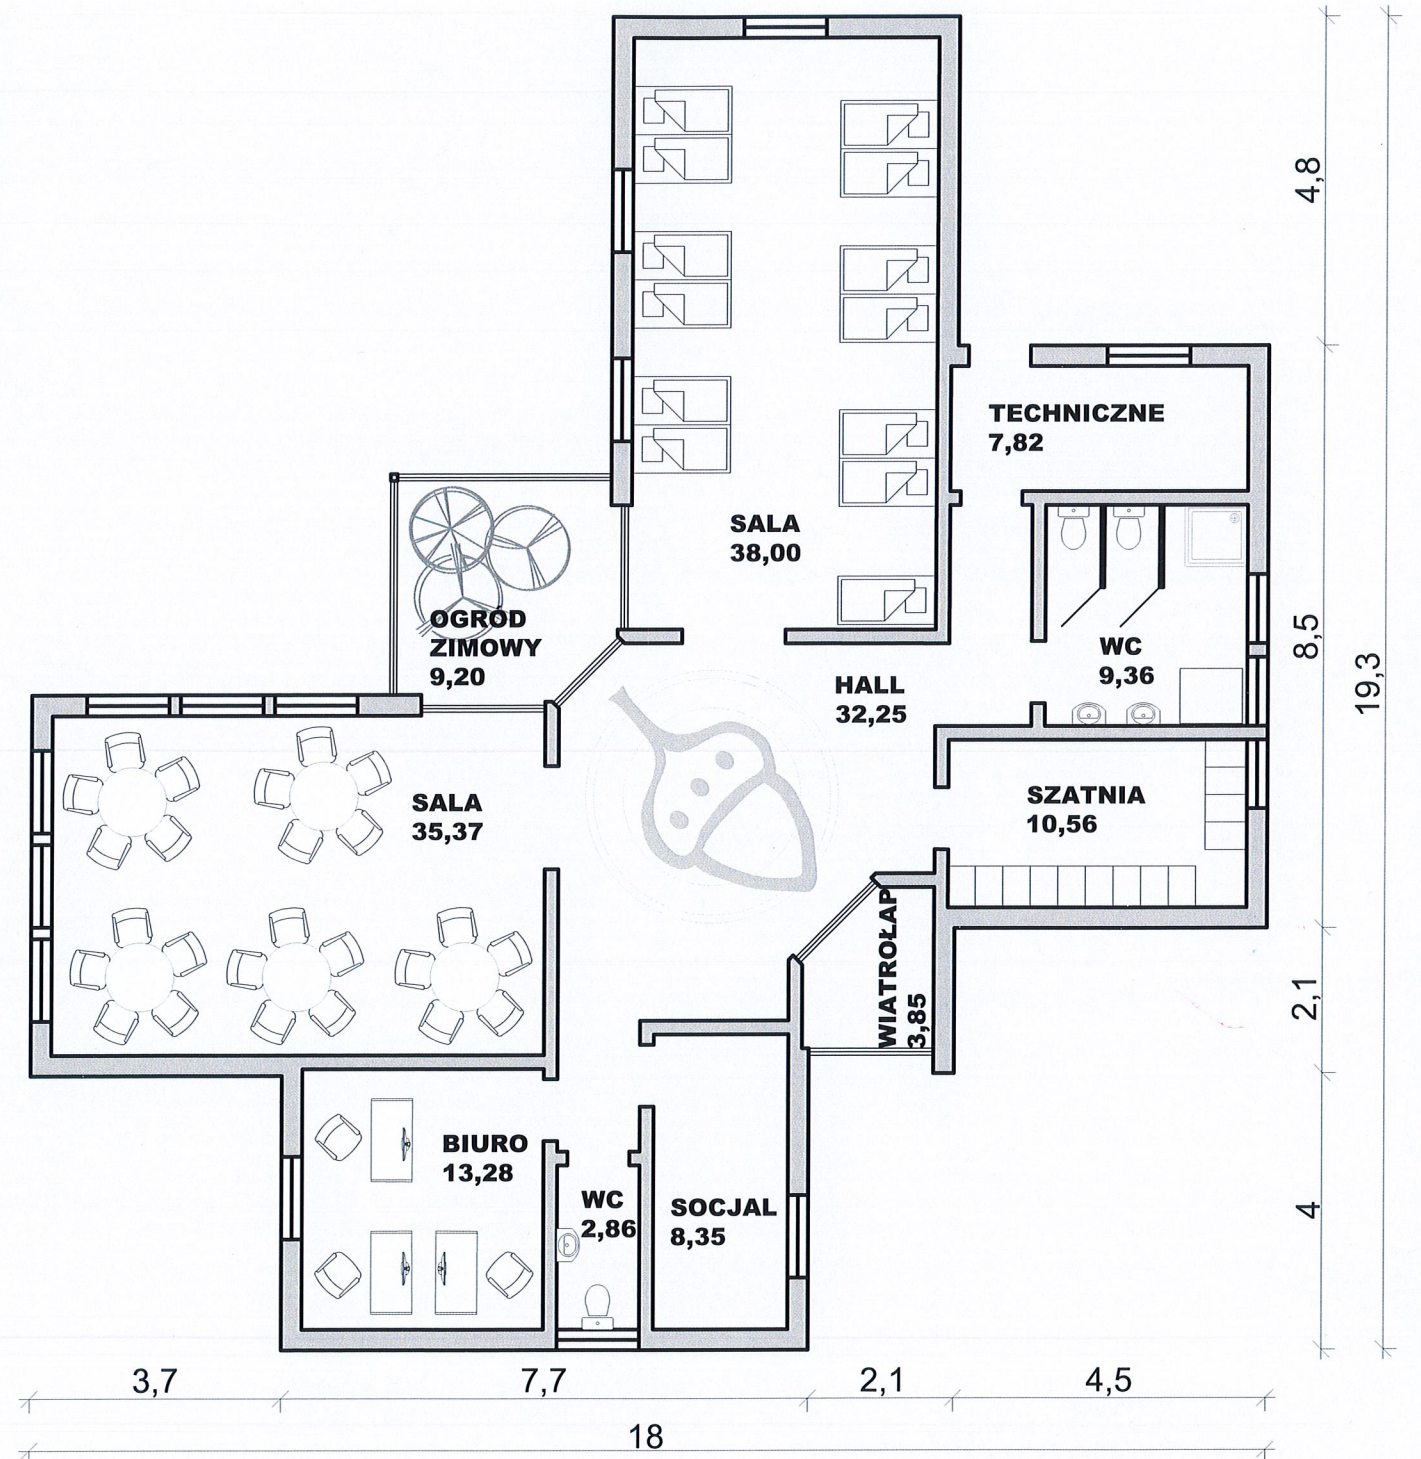 4,8
TECHNICZNE
7,82
SALA
38,00
OGRÓD
ZIMOWY
9,20
WC
9,36
8,5
19,3
HALL
32,25
SALA
35,37
SZATNIA
10,56
WIATROŁAP
3,85
2,1
BIURO
13,28
WC
2,86
SOCJAL
8,35
4
3,7
7,7
2,1
4,5
18